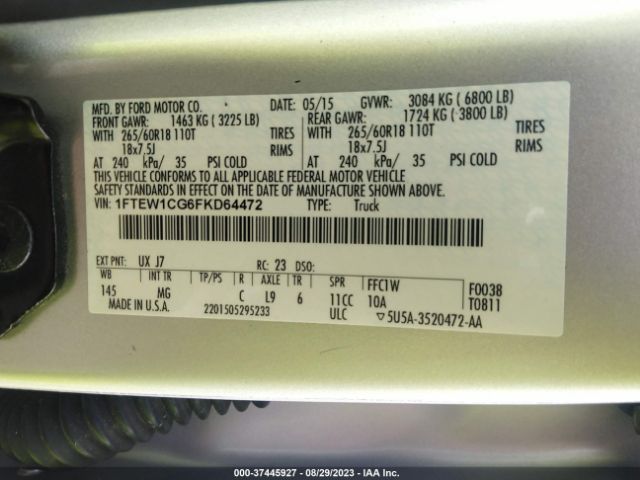 MFD. BY FORD MOTOR CO. DATE: 05/15 GVWR: 3084 KG ( 6800 LB)
FRONT GAWR: 1463 KG ( 3225 LB) REAR GAWR: 1724 KG ( 3800 LB)
WITH 265/60R18 110T TIRES WITH 265/60R18 110T TIRES
18x7.5J RIMS 18x7.5J RIMS
AT 240 kPa/ 35 PSI COLD AT 240 kPa/ 35 PSI COLD
THIS VEHICLE CONFORMS TO ALL APPLICABLE FEDERAL MOTOR VEHICLE
SAFETY STANDARDS IN EFFECT ON THE DATE OF MANUFACTURE SHOWN ABOVE.
VIN: 1FTEW1CG6FKD64472 TYPE: Truck
EXT PNT: UX J7 RC: 23 DSO:
WB INT TR TP/PS R AXLE TR SPR FFC1W F0038
145 MG C L9 6 11CC 10A T0811
MADE IN U.S.A. 2201505295233 ULC ▽5U5A-3520472-AA
000-37445927 - 08/29/2023 - IAA Inc.